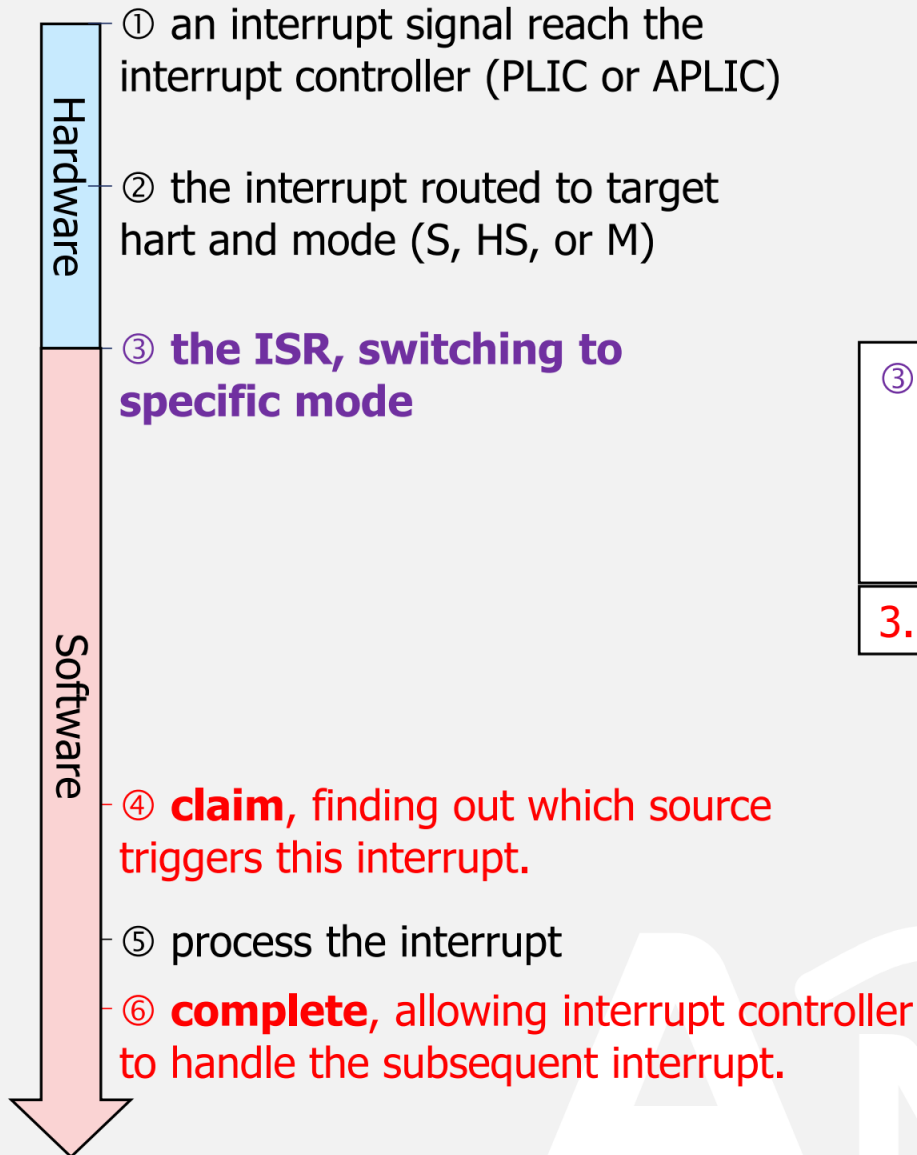 ① an interrupt signal reach the
interrupt controller (PLIC or APLIC)
Hardware
② the interrupt routed to target
hart and mode (S, HS, or M)
③ the ISR, switching to
specific mode
③
3.
Software
④ claim, finding out which source
triggers this interrupt.
⑤ process the interrupt
⑥ complete, allowing interrupt controller
to handle the subsequent interrupt.